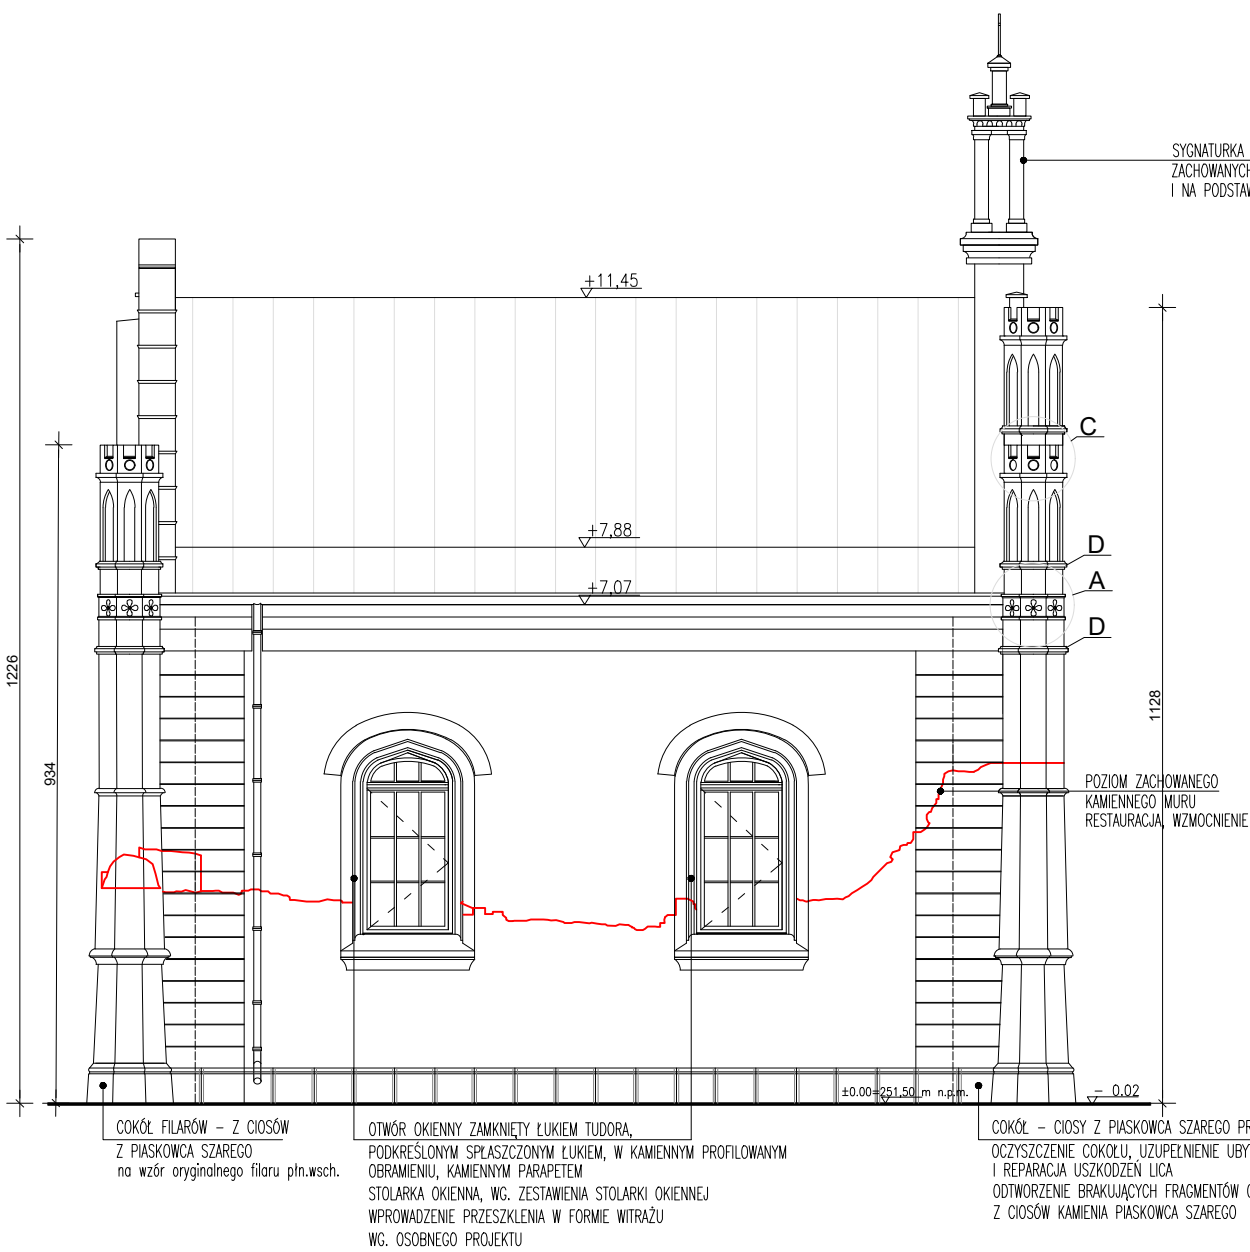 SYGNATURKA
ZACHOWANYCH
I NA PODSTAW
+11,45
C
+7,88
D
+7,07
A
D
1226
1128
934
POZIOM ZACHOWANEGO
KAMIENNEGO MURU
RESTAURACJA, WZMOCNIENIE
±0.00=251,50 m n.p.m.
- 0.02
COKÓŁ FILARÓW – Z CIOSÓW
Z PIASKOWCA SZAREGO
na wzór oryginalnego filaru płn.wsch.
OTWÓR OKIENNY ZAMKNIĘTY ŁUKIEM TUDORA,
PODKREŚLONYM SPŁASZCZONYM ŁUKIEM, W KAMIENNYM PROFILOWANYM
OBRAMIENIU, KAMIENNYM PARAPETEM
STOLARKA OKIENNA, WG. ZESTAWIENIA STOLARKI OKIENNEJ
WPROWADZENIE PRZESZKLENIA W FORMIE WITRAŻU
WG. OSOBNEGO PROJEKTU
COKÓŁ – CIOSY Z PIASKOWCA SZAREGO PR
OCZYSZCZENIE COKOŁU, UZUPEŁNIENIE UBY
I REPARACJA USZKODZEŃ LICA
ODTWORZENIE BRAKUJĄCYCH FRAGMENTÓW
Z CIOSÓW KAMIENIA PIASKOWCA SZAREGO